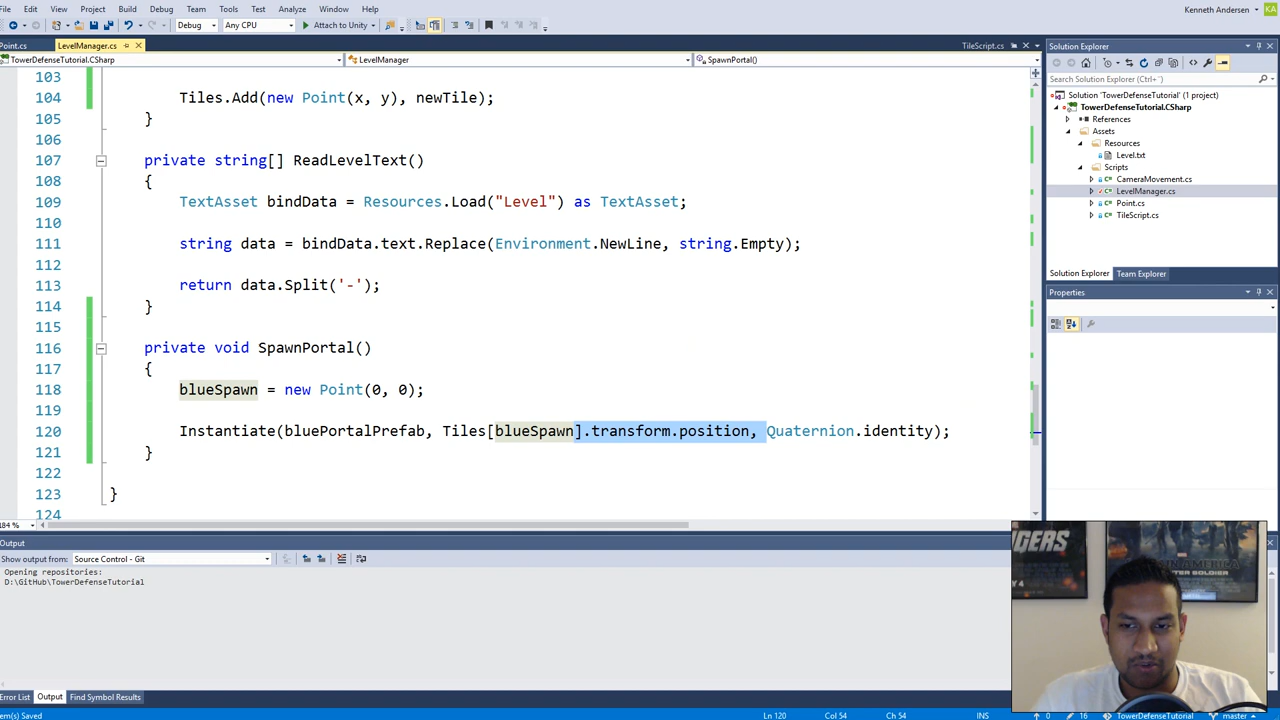 File Edit View Project Build Debug Team Tools Test Analyze Window Help
Kenneth Andersen KA
Debug Any CPU Attach to Unity
Point.cs LevelManager.cs TileScript.cs
TowerDefenseTutorial.CSharp LevelManager SpawnPortal()
103
104 Tiles.Add(new Point(x, y), newTile);
105 }
106
107 private string[] ReadLevelText()
108 {
109 TextAsset bindData = Resources.Load("Level") as TextAsset;
110
111 string data = bindData.text.Replace(Environment.NewLine, string.Empty);
112
113 return data.Split('-');
114 }
115
116 private void SpawnPortal()
117 {
118 blueSpawn = new Point(0, 0);
119
120 Instantiate(bluePortalPrefab, Tiles[blueSpawn].transform.position, Quaternion.identity);
121 }
122
123 }
124
184 %
Output
Show output from: Source Control - Git
Opening repositories:
D:\GitHub\TowerDefenseTutorial
Error List Output Find Symbol Results
Solution Explorer
Search Solution Explorer (Ctrl+¨)
Solution 'TowerDefenseTutorial' (1 project)
TowerDefenseTutorial.CSharp
References
Assets
Resources
Level.txt
Scripts
CameraMovement.cs
LevelManager.cs
Point.cs
TileScript.cs
Solution Explorer Team Explorer
Properties
Ln 120 Col 54 Ch 54 INS 0 16 TowerDefenseTutorial master